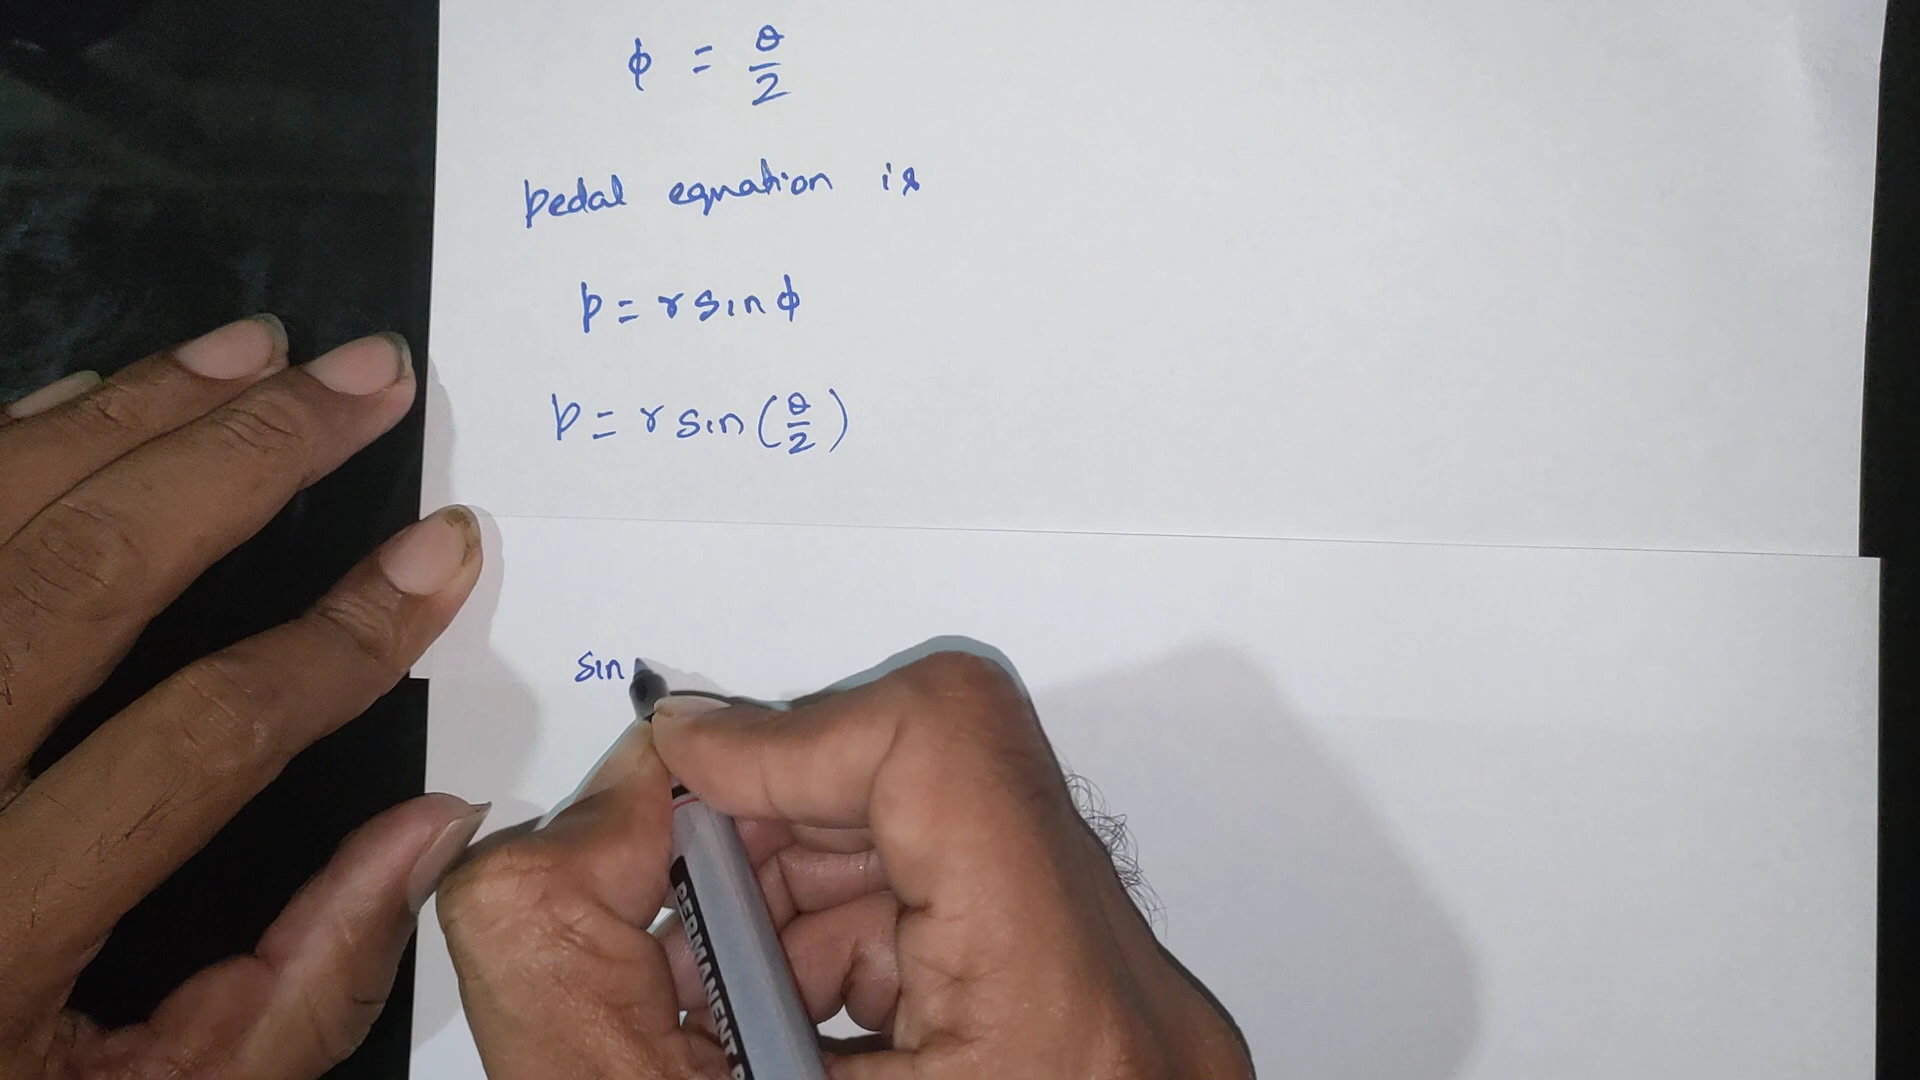 ϕ = θ/2
pedal equation is
p = r sin ϕ
p = r sin (θ/2)
sin
PERMANENT